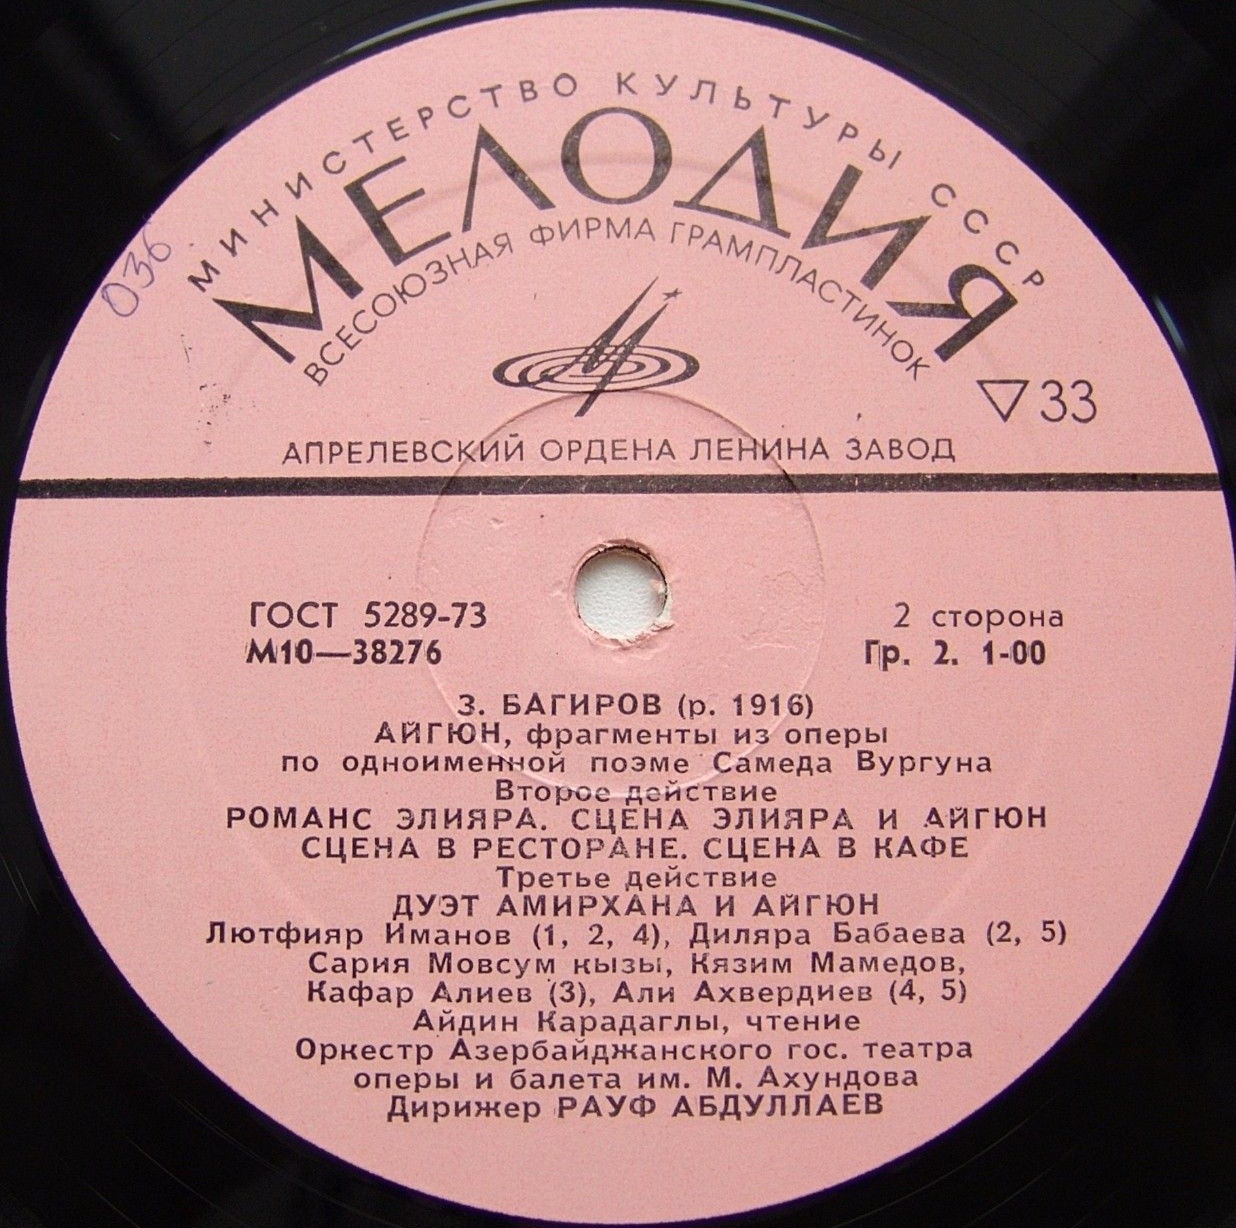 МИНИСТЕРСТВО КУЛЬТУРЫ СССР
МЕЛОДИЯ
ВСЕСОЮЗНАЯ ФИРМА ГРАМПЛАСТИНОК
036
33
АПРЕЛЕВСКИЙ ОРДЕНА ЛЕНИНА ЗАВОД
ГОСТ 5289-73
2 сторона
М10—38276
Гр. 2. 1-00
З. БАГИРОВ (р. 1916)
АЙГЮН, фрагменты из оперы
по одноименной поэме Самеда Вургуна
Второе действие
РОМАНС ЭЛИЯРА. СЦЕНА ЭЛИЯРА И АЙГЮН
СЦЕНА В РЕСТОРАНЕ. СЦЕНА В КАФЕ
Третье действие
ДУЭТ АМИРХАНА И АЙГЮН
Лютфияр Иманов (1, 2, 4), Диляра Бабаева (2, 5)
Сария Мовсум кызы, Кязим Мамедов,
Кафар Алиев (3), Али Ахвердиев (4, 5)
Айдин Карадаглы, чтение
Оркестр Азербайджанского гос. театра
оперы и балета им. М. Ахундова
Дирижер РАУФ АБДУЛЛАЕВ